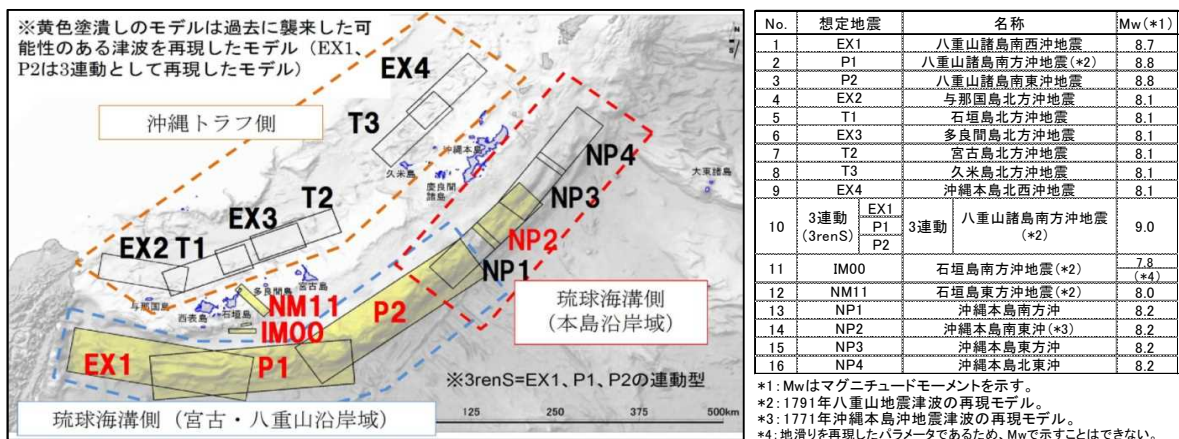 ※黄色塗潰しのモデルは過去に襲来した可
能性のある津波を再現したモデル（EX1、
P2は3連動として再現したモデル）
沖縄トラフ側
EX4
T3
沖縄本島
久米島
慶良間
諸島
大東諸島
NP4
NP3
NP2
NP1
T2
EX3
EX2 T1
与那国島
西表島
石垣島
多良間島
宮古島
NM11
IM00
P2
EX1
P1
琉球海溝側
（本島沿岸域）
※3renS=EX1、P1、P2の連動型
琉球海溝側（宮古・八重山沿岸域）
125 250 375 500km
No. 想定地震 名称 Mw(*1)
1 EX1 八重山諸島南西沖地震 8.7
2 P1 八重山諸島南方沖地震(*2) 8.8
3 P2 八重山諸島南東沖地震 8.8
4 EX2 与那国島北方沖地震 8.1
5 T1 石垣島北方沖地震 8.1
6 EX3 多良間島北方沖地震 8.1
7 T2 宮古島北方沖地震 8.1
8 T3 久米島北方沖地震 8.1
9 EX4 沖縄本島北西沖地震 8.1
10 3連動(3renS) EX1 P1 P2 3連動 八重山諸島南方沖地震(*2) 9.0
11 IM00 石垣島南方沖地震(*2) 7.8 (*4)
12 NM11 石垣島東方沖地震(*2) 8.0
13 NP1 沖縄本島南方沖 8.2
14 NP2 沖縄本島南東沖(*3) 8.2
15 NP3 沖縄本島東方沖 8.2
16 NP4 沖縄本島北東沖 8.2
*1：Mwはマグニチュードモーメントを示す。
*2：1791年八重山地震津波の再現モデル。
*3：1771年沖縄本島沖地震津波の再現モデル。
*4：地滑りを再現したパラメータであるため、Mwで示すことはできない。